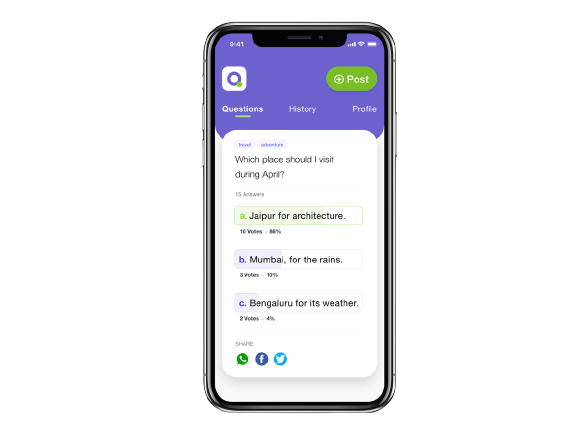 9:41
Post
Questions
History
Profile
travel
adventure
Which place should I visit
during April?
15 Answers
a. Jaipur for architecture.
10 Votes - 86%
b. Mumbai, for the rains.
3 Votes - 10%
c. Bengaluru for its weather.
2 Votes - 4%
SHARE